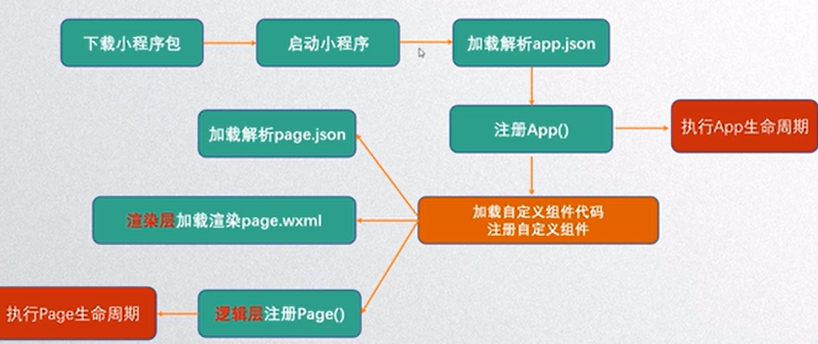 下载小程序包
启动小程序
加载解析app.json
注册App()
执行App生命周期
加载解析page.json
渲染层加载渲染page.wxml
加载自定义组件代码
注册自定义组件
执行Page生命周期
逻辑层注册Page()